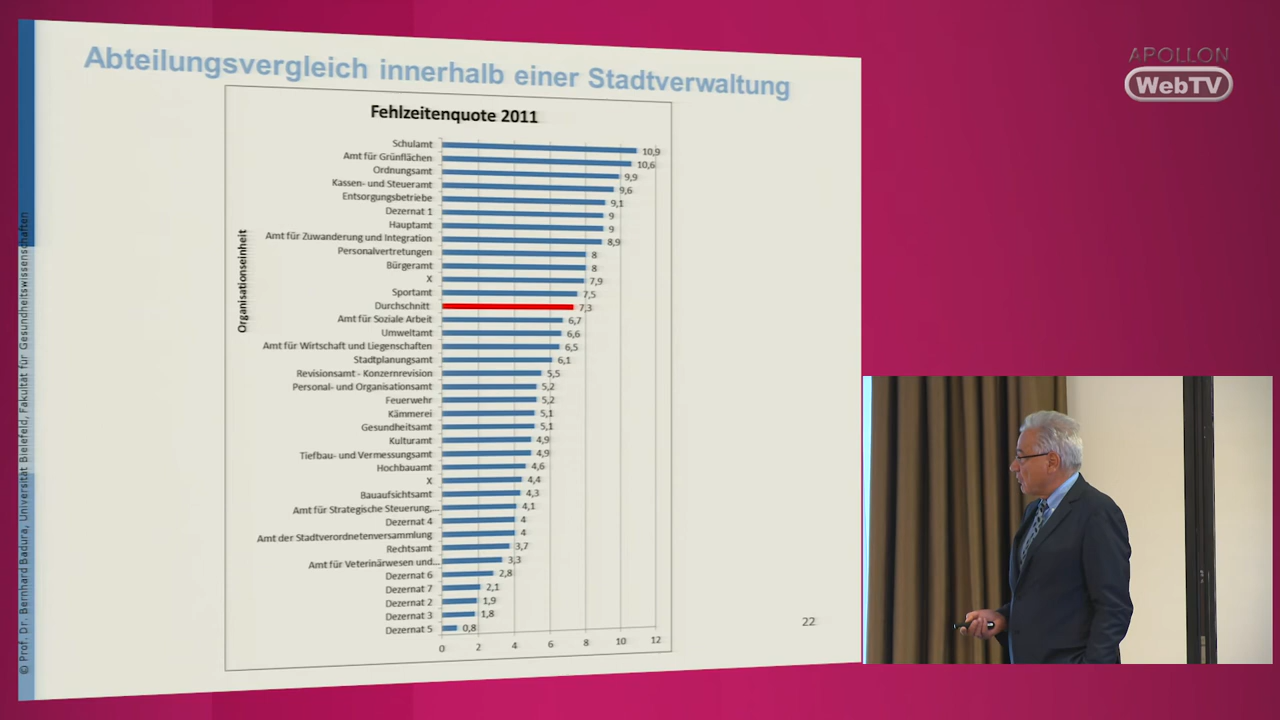 Abteilungsvergleich innerhalb einer Stadtverwaltung
APOLLON
WebTV
Fehlzeitenquote 2011
Organisationseinheit
Schulamt 10,9
Amt für Grünflächen 10,6
Ordnungsamt 9,9
Kassen- und Steueramt 9,6
Entsorgungsbetriebe 9,1
Dezernat 1 9
Hauptamt 9
Amt für Zuwanderung und Integration 8,9
Personalvertretungen 8
Bürgeramt 8
X 7,9
Sportamt 7,5
Durchschnitt 7,3
Amt für Soziale Arbeit 6,7
Umweltamt 6,6
Amt für Wirtschaft und Liegenschaften 6,5
Stadtplanungsamt 6,1
Revisionsamt - Konzernrevision 5,5
Personal- und Organisationsamt 5,2
Feuerwehr 5,2
Kämmerei 5,1
Gesundheitsamt 5,1
Kulturamt 4,9
Tiefbau- und Vermessungsamt 4,9
Hochbauamt 4,6
X 4,4
Bauaufsichtsamt 4,3
Amt für Strategische Steuerung,... 4,1
Dezernat 4 4
Amt der Stadtverordnetenversammlung 4
Rechtsamt 3,7
Amt für Veterinärwesen und... 3,3
Dezernat 6 2,8
Dezernat 7 2,1
Dezernat 2 1,9
Dezernat 3 1,8
Dezernat 5 0,8
0 2 4 6 8 10 12
22
© Prof. Dr. Bernhard Badura, Universität Bielefeld, Fakultät für Gesundheitswissenschaften